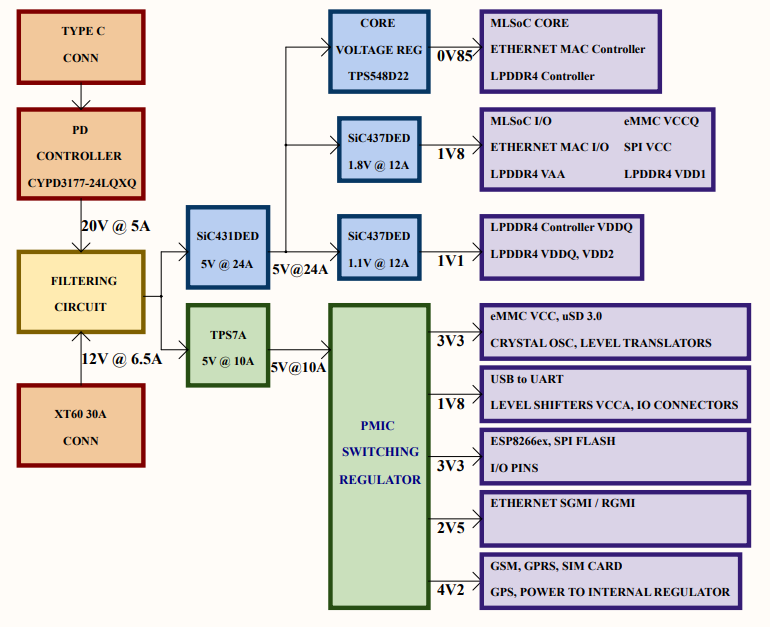 TYPE C
CONN
PD
CONTROLLER
CYPD3177-24LQXQ
20V @ 5A
FILTERING
CIRCUIT
12V @ 6.5A
XT60 30A
CONN
SiC431DED
5V @ 24A
5V@24A
TPS7A
5V @ 10A
5V@10A
CORE
VOLTAGE REG
TPS548D22
0V85
MLSoC CORE
ETHERNET MAC Controller
LPDDR4 Controller
SiC437DED
1.8V @ 12A
1V8
MLSoC I/O eMMC VCCQ
ETHERNET MAC I/O SPI VCC
LPDDR4 VAA LPDDR4 VDD1
SiC437DED
1.1V @ 12A
1V1
LPDDR4 Controller VDDQ
LPDDR4 VDDQ, VDD2
PMIC
SWITCHING
REGULATOR
3V3
eMMC VCC, uSD 3.0
CRYSTAL OSC, LEVEL TRANSLATORS
1V8
USB to UART
LEVEL SHIFTERS VCCA, IO CONNECTORS
3V3
ESP8266ex, SPI FLASH
I/O PINS
2V5
ETHERNET SGMI / RGMI
4V2
GSM, GPRS, SIM CARD
GPS, POWER TO INTERNAL REGULATOR